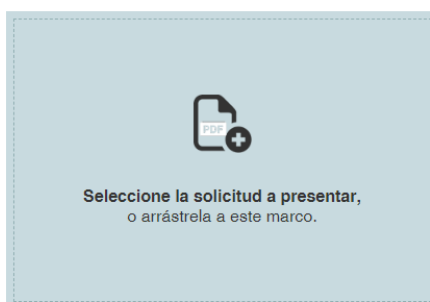 PDF
Seleccione la solicitud a presentar,
o arrástrela a este marco.